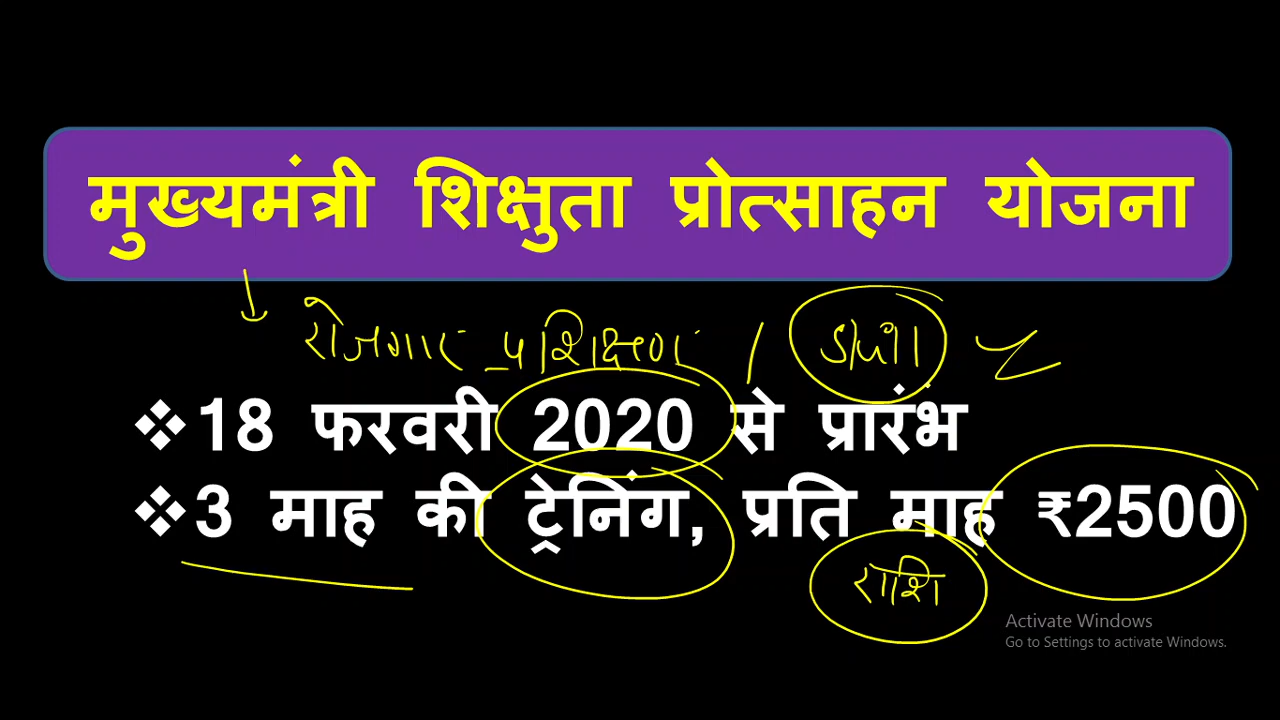 मुख्यमंत्री शिक्षुता प्रोत्साहन योजना
रोजगार प्रशिक्षण /
❖18 फरवरी 2020 से प्रारंभ
❖3 माह की ट्रेनिंग, प्रति माह ₹2500
राशि
Activate Windows
Go to Settings to activate Windows.